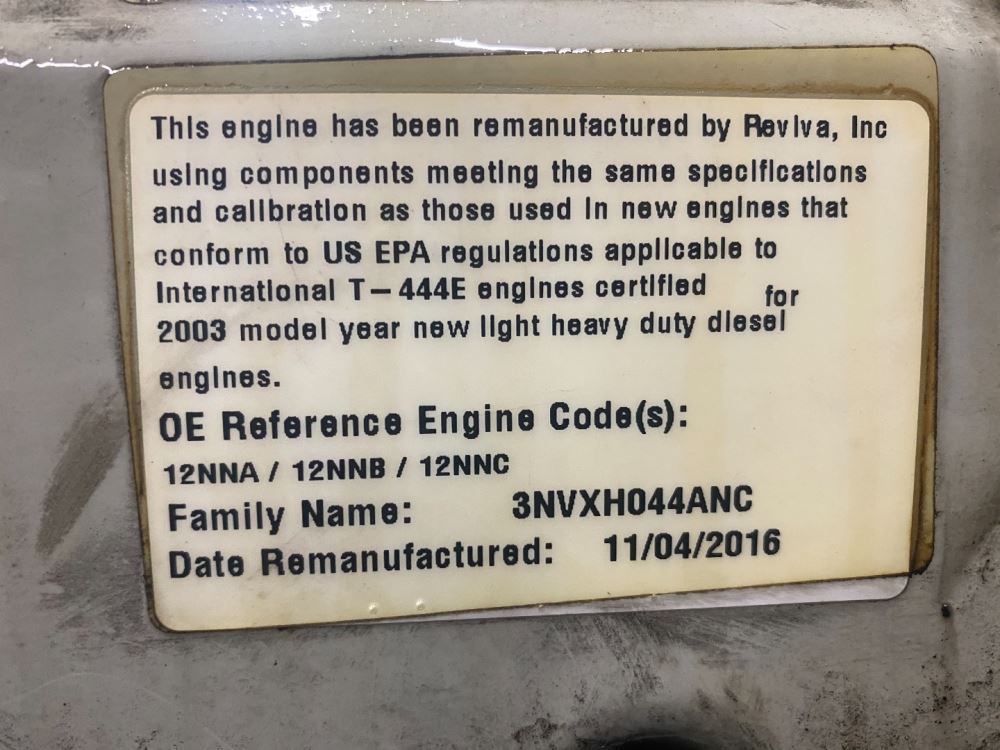 This engine has been remanufactured by Reviva, Inc
using components meeting the same specifications
and calibration as those used in new engines that
conform to US EPA regulations applicable to
International T-444E engines certified for
2003 model year new light heavy duty diesel
engines.
OE Reference Engine Code(s):
12NNA / 12NNB / 12NNC
Family Name: 3NVXH044ANC
Date Remanufactured: 11/04/2016